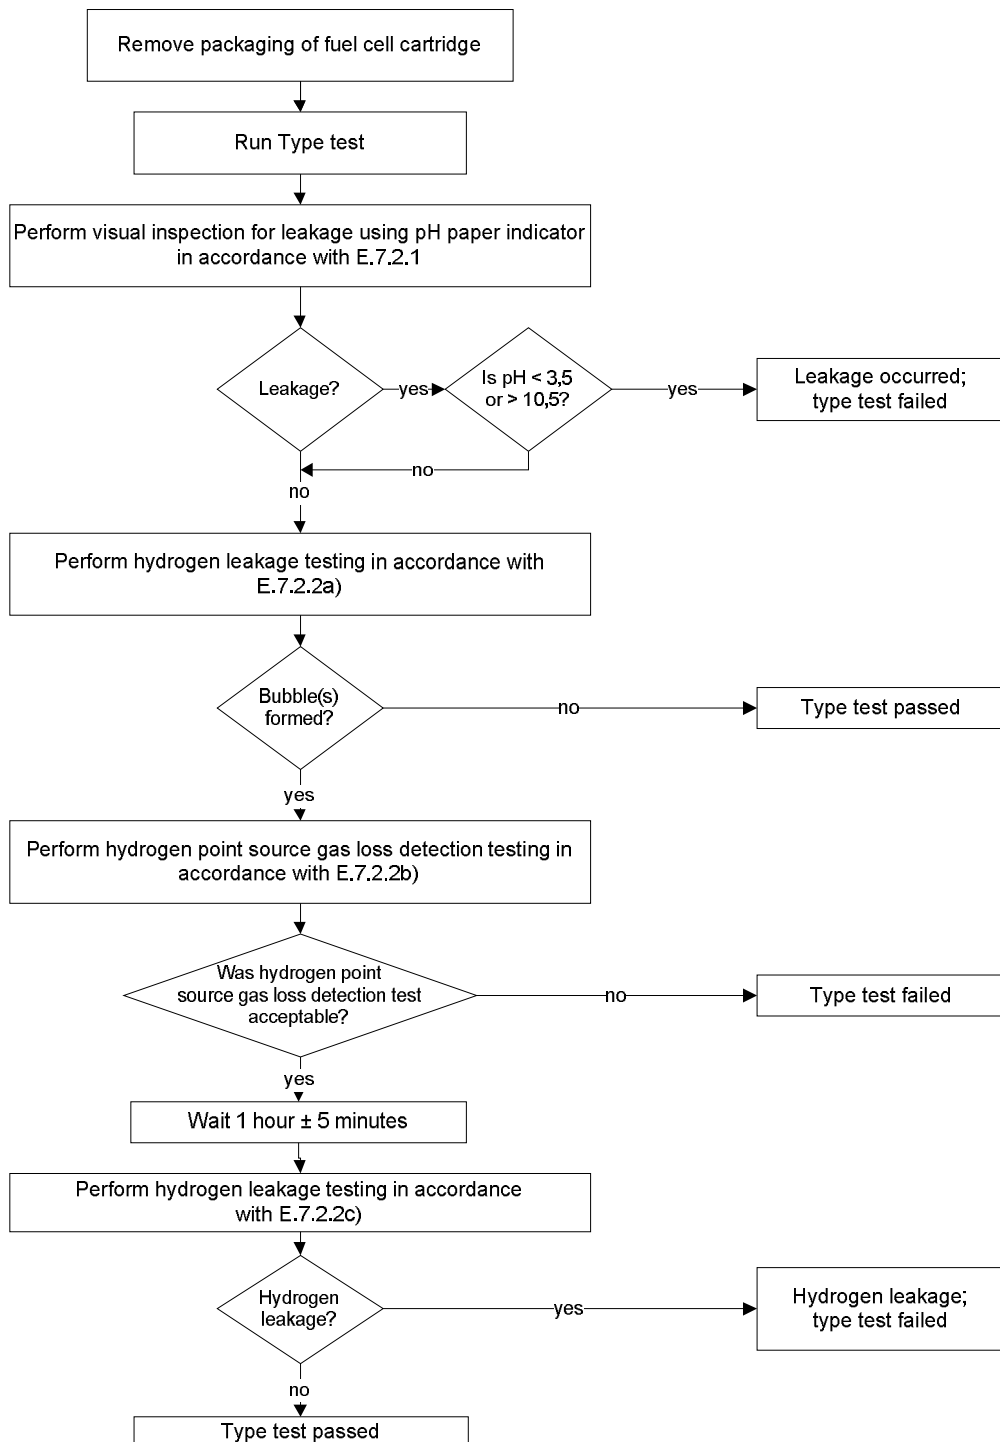 Remove packaging of fuel cell cartridge
Run Type test
Perform visual inspection for leakage using pH paper indicator
in accordance with E.7.2.1
Leakage?
yes
Is pH < 3,5
or > 10,5?
yes
Leakage occurred;
type test failed
no
no
Perform hydrogen leakage testing in accordance with
E.7.2.2a)
Bubble(s)
formed?
no
Type test passed
yes
Perform hydrogen point source gas loss detection testing in
accordance with E.7.2.2b)
Was hydrogen point
source gas loss detection test
acceptable?
no
Type test failed
yes
Wait 1 hour ± 5 minutes
Perform hydrogen leakage testing in accordance
with E.7.2.2c)
Hydrogen
leakage?
yes
Hydrogen leakage;
type test failed
no
Type test passed